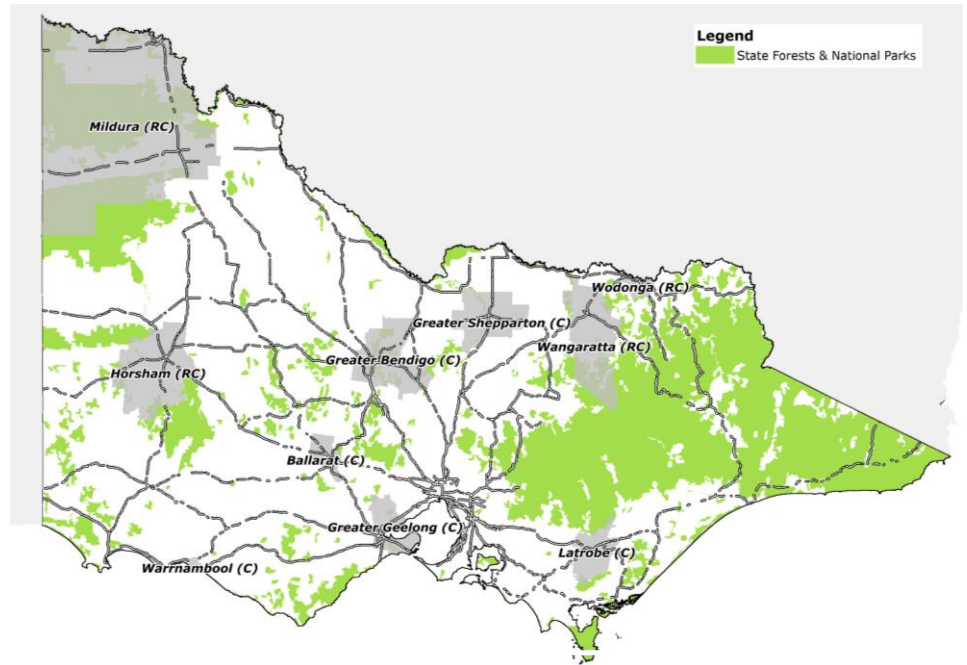 Legend
State Forests & National Parks
Mildura (RC)
Wodonga (RC)
Greater Shepparton (C)
Wangaratta (RC)
Greater Bendigo (C)
Horsham (RC)
Ballarat (C)
Greater Geelong (C)
Latrobe (C)
Warrnambool (C)